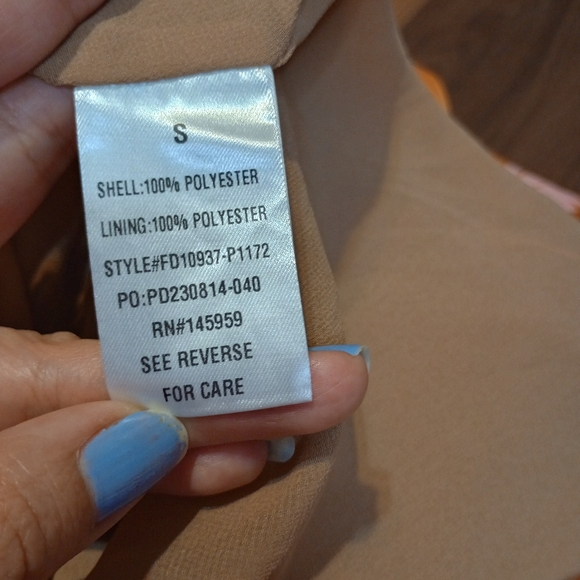 S
SHELL:100% POLYESTER
LINING:100% POLYESTER
STYLE#FD10937-P1172
PO:PD230814-040
RN#145959
SEE REVERSE
FOR CARE